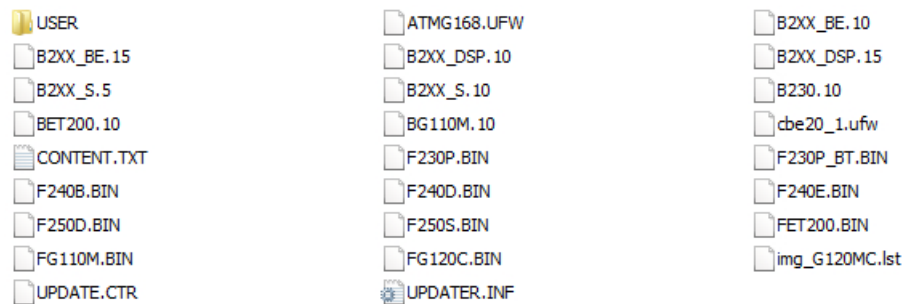 USER
ATMG168.UFW
B2XX_BE.10
B2XX_BE.15
B2XX_DSP.10
B2XX_DSP.15
B2XX_S.5
B2XX_S.10
B230.10
BET200.10
BG110M.10
cbe20_1.ufw
CONTENT.TXT
F230P.BIN
F230P_BT.BIN
F240B.BIN
F240D.BIN
F240E.BIN
F250D.BIN
F250S.BIN
FET200.BIN
FG110M.BIN
FG120C.BIN
img_G120MC.lst
UPDATE.CTR
UPDATER.INF